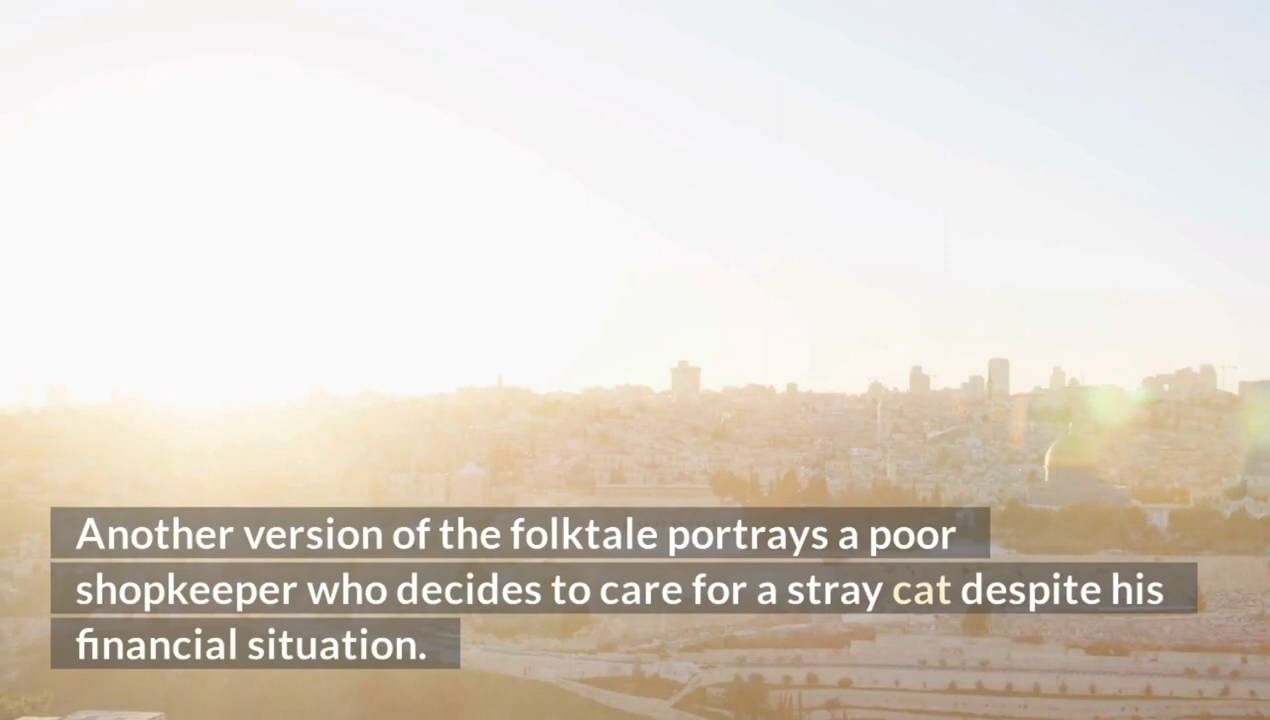 Another version of the folktale portrays a poor
shopkeeper who decides to care for a stray cat despite his
financial situation.